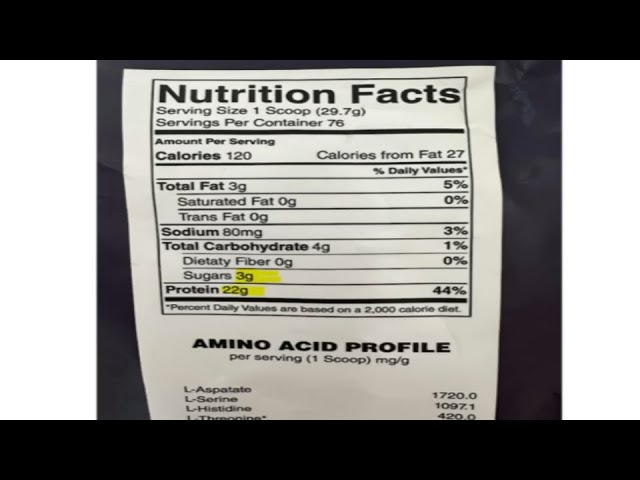 Nutrition Facts
Serving Size 1 Scoop (29.7g)
Servings Per Container 76
Amount Per Serving
Calories 120 Calories from Fat 27
% Daily Values*
Total Fat 3g 5%
Saturated Fat 0g 0%
Trans Fat 0g
Sodium 80mg 3%
Total Carbohydrate 4g 1%
Dietaty Fiber 0g 0%
Sugars 3g
Protein 22g 44%
*Percent Daily Values are based on a 2,000 calorie diet.
AMINO ACID PROFILE
per serving (1 Scoop) mg/g
L-Aspatate 1720.0
L-Serine 1097.1
L-Histidine 420.0
L-Threonine*